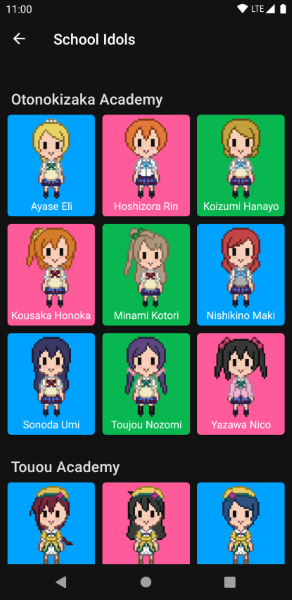 11:00
LTE
School Idols
Otonokizaka Academy
Ayase Eli
Hoshizora Rin
Koizumi Hanayo
Kousaka Honoka
Minami Kotori
Nishikino Maki
Sonoda Umi
Toujou Nozomi
Yazawa Nico
Touou Academy